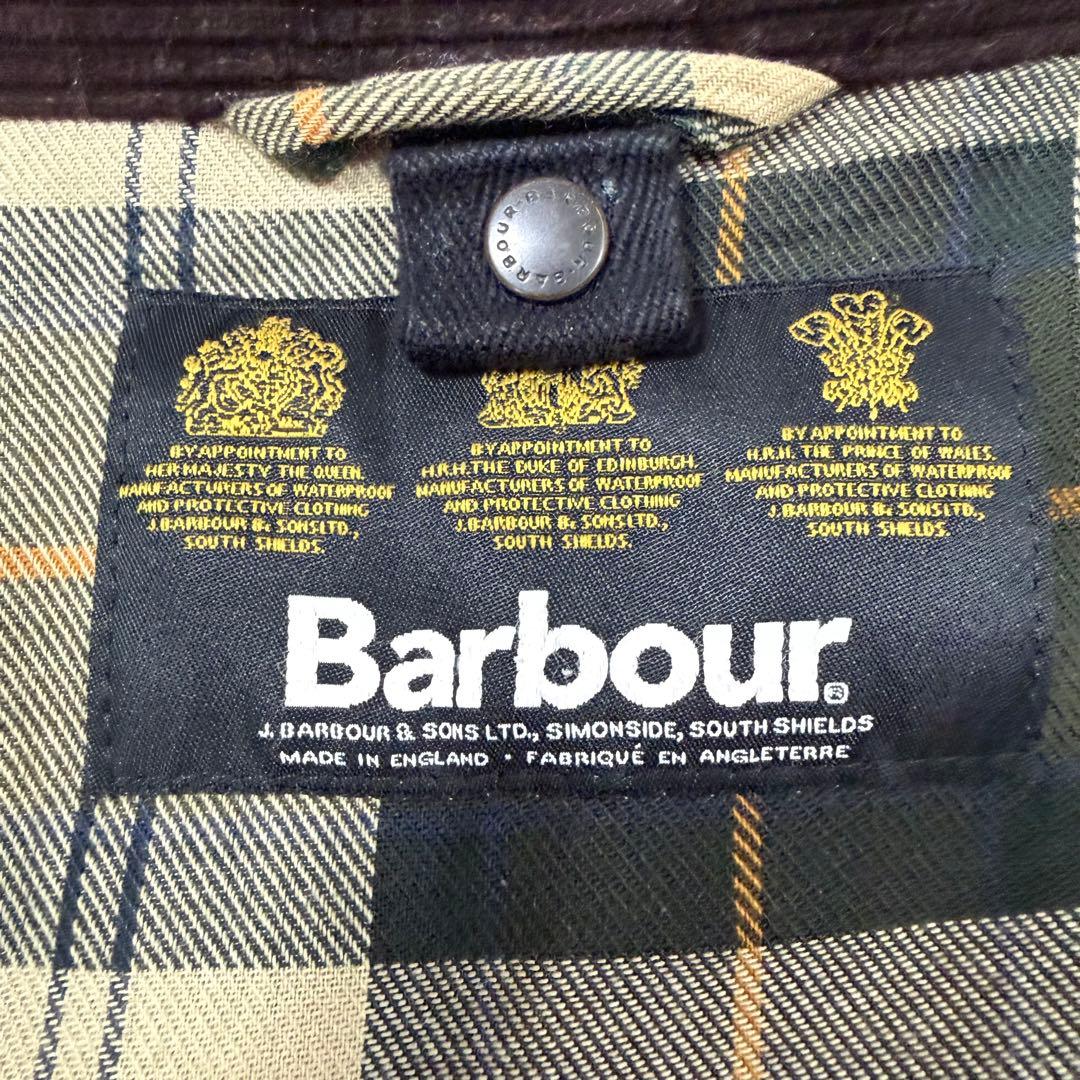 BARBOUR·BARBOUR·
BY APPOINTMENT TO
HER MAJESTY THE QUEEN.
MANUFACTURERS OF WATERPROOF
AND PROTECTIVE CLOTHING
J.BARBOUR & SONS LTD.,
SOUTH SHIELDS.
BY APPOINTMENT TO
H.R.H. THE DUKE OF EDINBURGH.
MANUFACTURERS OF WATERPROOF
AND PROTECTIVE CLOTHING
J.BARBOUR & SONS LTD.,
SOUTH SHIELDS.
BY APPOINTMENT TO
H.R.H. THE PRINCE OF WALES.
MANUFACTURERS OF WATERPROOF
AND PROTECTIVE CLOTHING
J.BARBOUR & SONS LTD.,
SOUTH SHIELDS.
Barbour®
J. BARBOUR & SONS LTD., SIMONSIDE, SOUTH SHIELDS
MADE IN ENGLAND · FABRIQUÉ EN ANGLETERRE